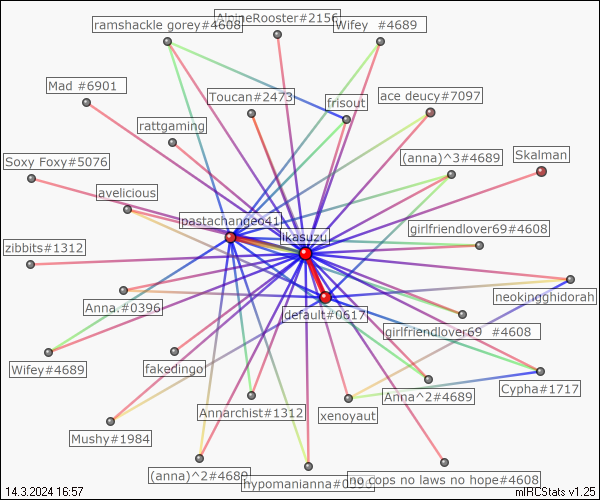 ramshackle gorey#4608
AlpineRooster#2156
Wifey   #4689
Mad #6901
Toucan#2473
frisout
ace deucy#7097
rattgaming
(anna)^3#4689
Skalman
Soxy Foxy#5076
avelicious
pastachangeo41
ikasuzu
girlfriendlover69#4608
zibbits#1312
Anna.#0396
default#0617
neokingghidorah
girlfriendlover69   #4608
Wifey#4689
fakedingo
Annarchist#1312
xenoyaut
Anna^2#4689
Cypha#1717
Mushy#1984
(anna)^2#4689
hypomanienna#0396
no cops no laws no hope#4608
14.3.2024 16:57
mIRCStats v1.25